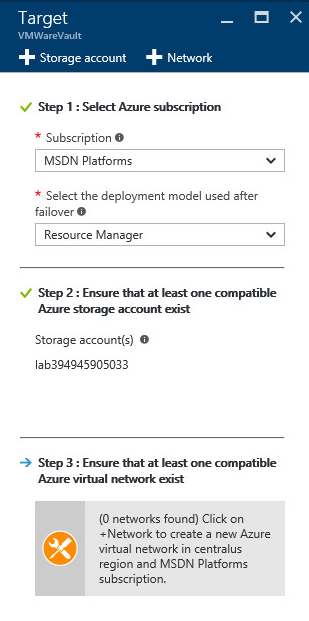 Target
VMWareVault
Storage account Network
Step 1 : Select Azure subscription
* Subscription
MSDN Platforms
* Select the deployment model used after
failover
Resource Manager
Step 2 : Ensure that at least one compatible
Azure storage account exist
Storage account(s)
lab394945905033
Step 3 : Ensure that at least one compatible
Azure virtual network exist
(0 networks found) Click on
+Network to create a new Azure
virtual network in centralus
region and MSDN Platforms
subscription.